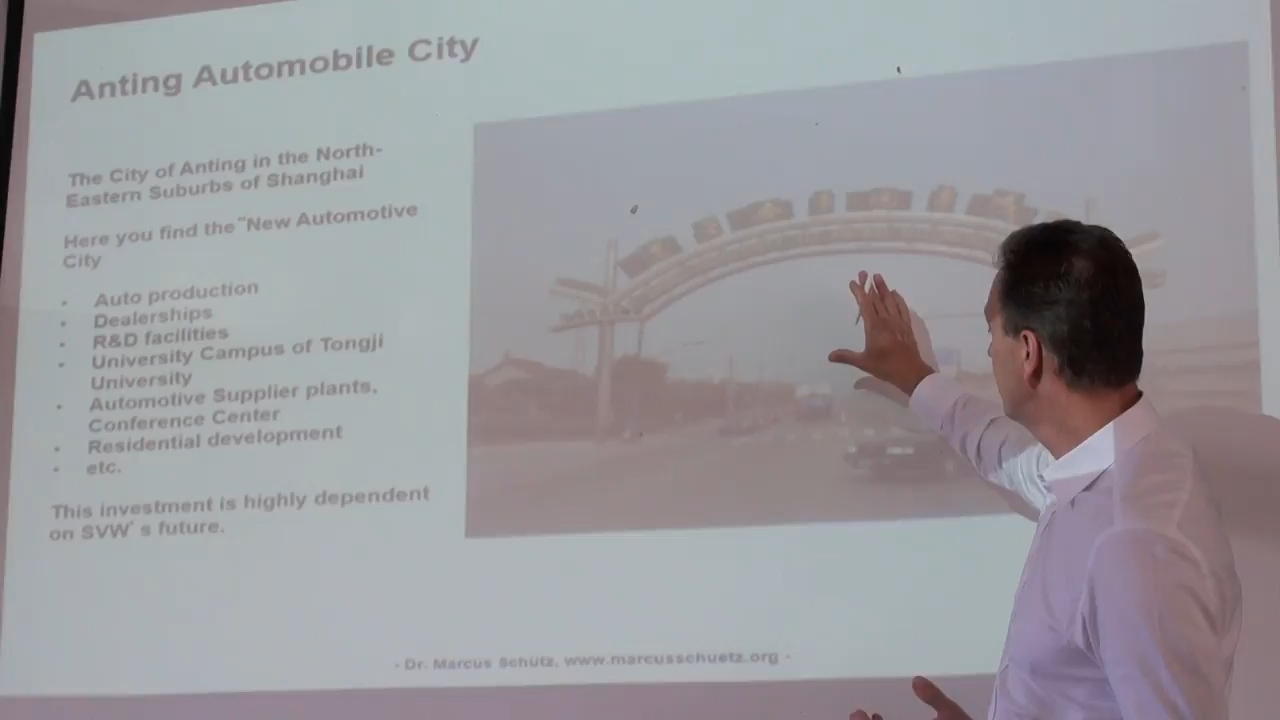 Anting Automobile City
The City of Anting in the North-
Eastern Suburbs of Shanghai
Here you find the "New Automotive
City
• Auto production
• Dealerships
• R&D facilities
• University Campus of Tongji
University
• Automotive Supplier plants,
Conference Center
• Residential development
• etc.
This investment is highly dependent
on SVW´s future.
- Dr. Marcus Schütz, www.marcusschuetz.org -